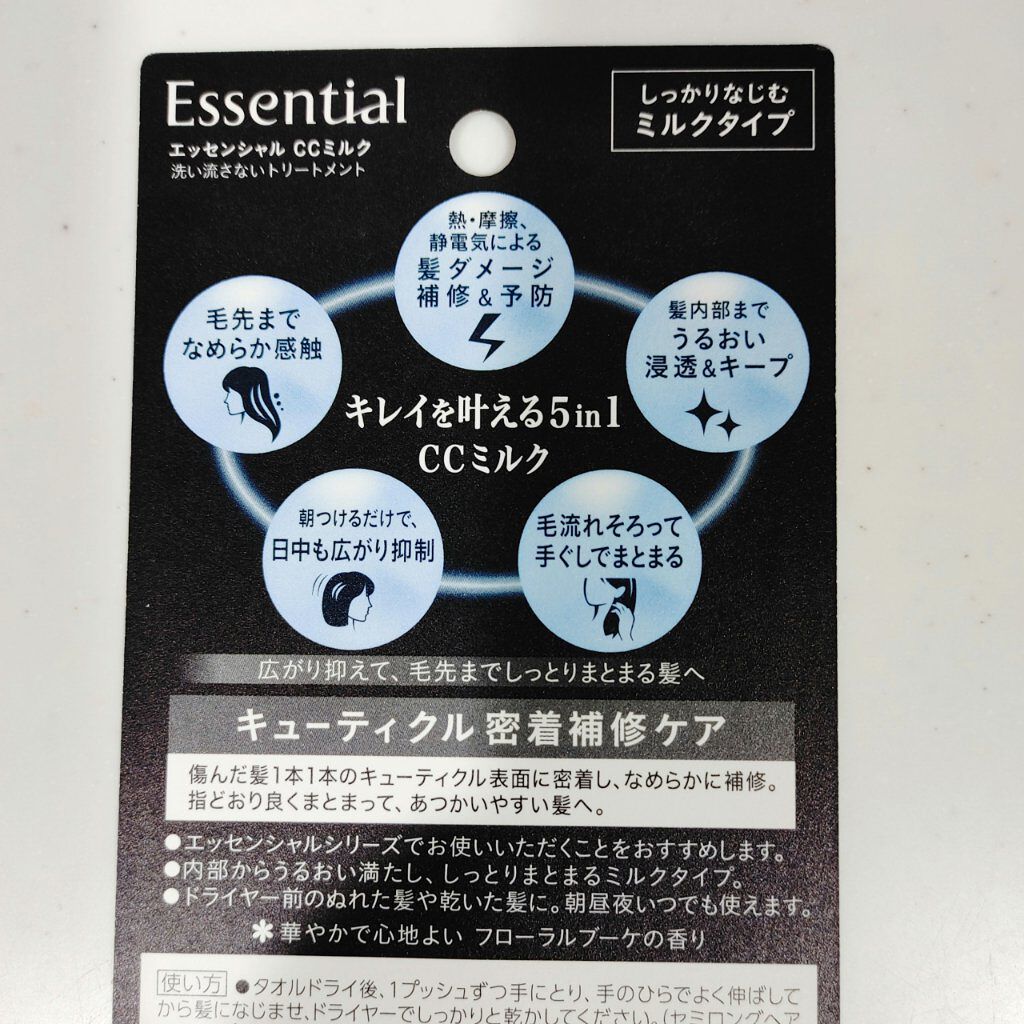 Essential
エッセンシャル CCミルク
洗い流さないトリートメント
しっかりなじむ
ミルクタイプ
熱・摩擦、
静電気による
髪ダメージ
補修&予防
毛先まで
なめらか感触
髪内部まで
うるおい
浸透&キープ
キレイを叶える5in1
CCミルク
朝つけるだけで、
日中も広がり抑制
毛流れそろって
手ぐしでまとまる
広がり抑えて、毛先までしっとりまとまる髪へ
キューティクル 密着補修ケア
傷んだ髪1本1本のキューティクル表面に密着し、なめらかに補修。
指どおり良くまとまって、あつかいやすい髪へ。
●エッセンシャルシリーズでお使いいただくことをおすすめします。
●内部からうるおい満たし、しっとりまとまるミルクタイプ。
●ドライヤー前のぬれた髪や乾いた髪に。朝昼夜いつでも使えます。
＊華やかで心地よい フローラルブーケの香り
使い方 ●タオルドライ後、1プッシュずつ手にとり、手のひらでよく伸ばして
から髪になじませ、ドライヤーでしっかりと乾かしてください。(セミロングヘア